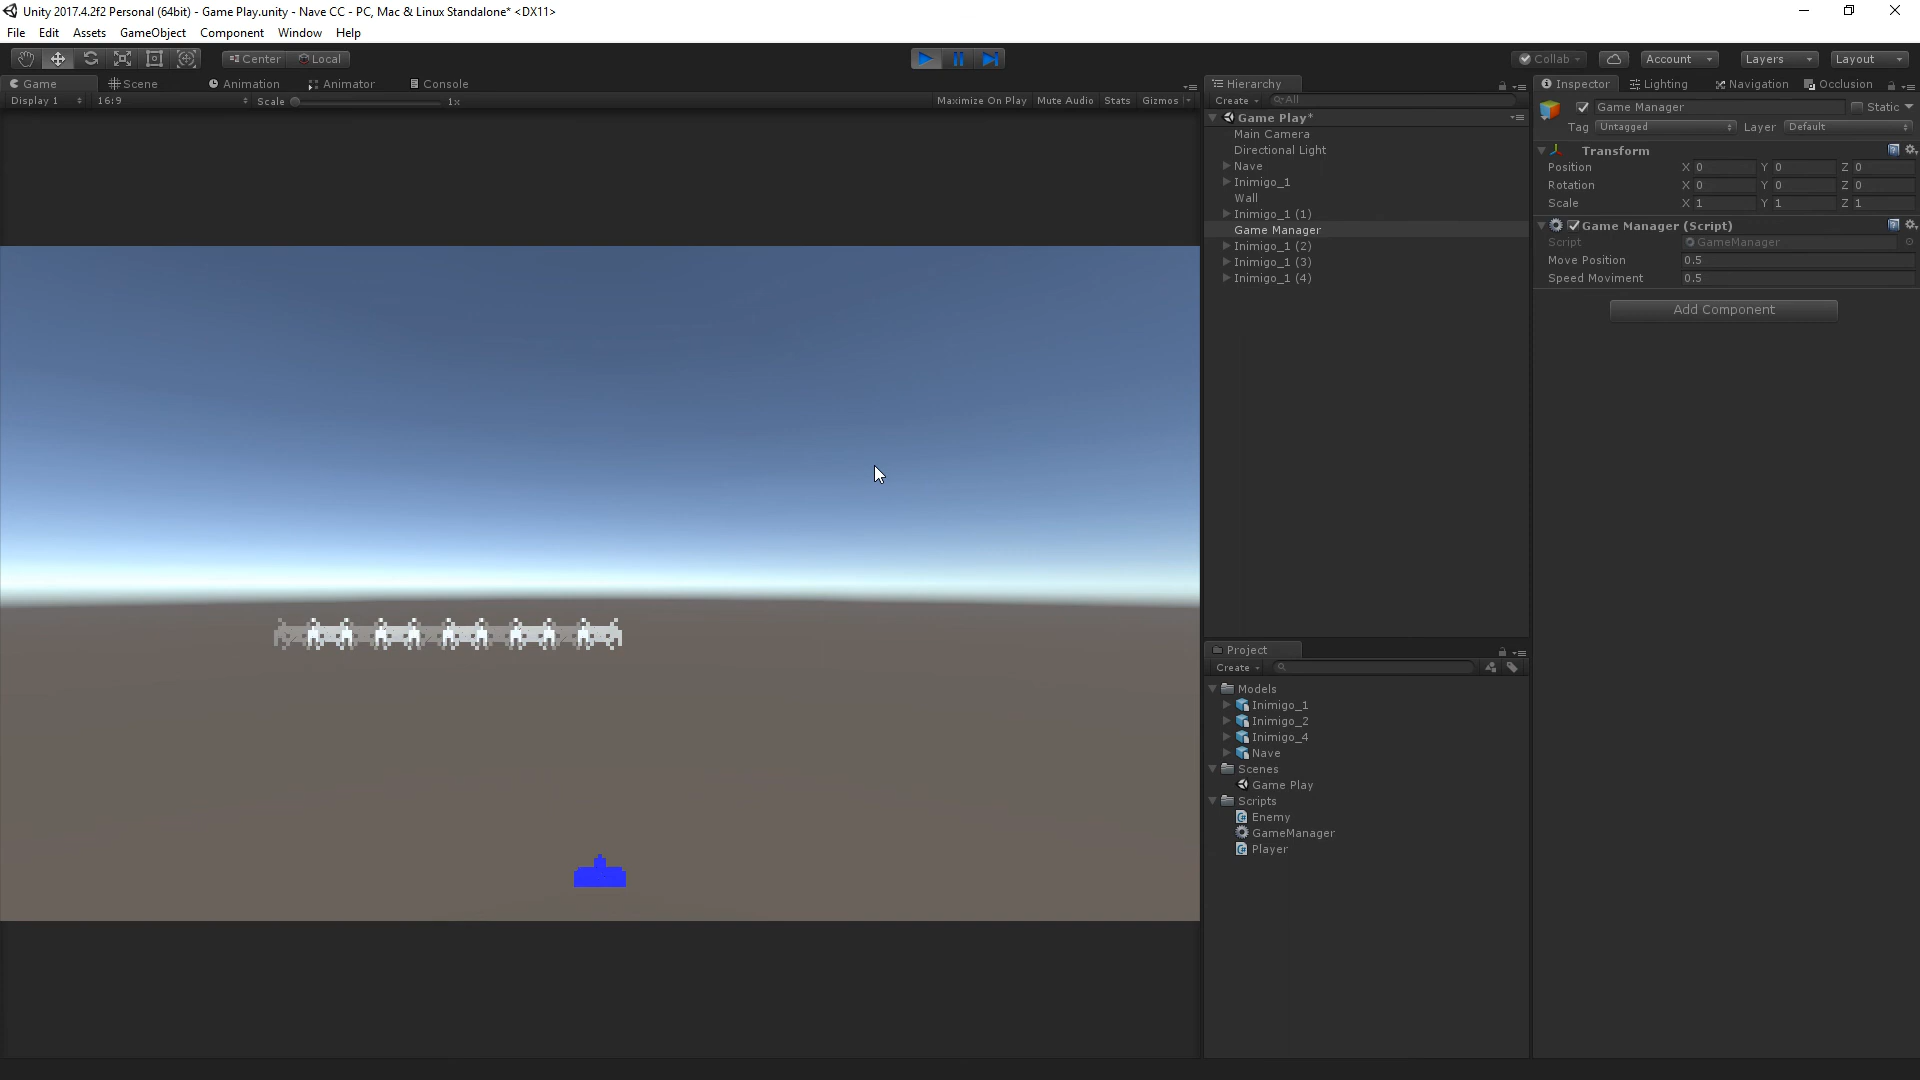 Unity 2017.4.2f2 Personal (64bit) - Game Play.unity - Nave CC - PC, Mac & Linux Standalone* <DX11>
File Edit Assets GameObject Component Window Help
Center Local
Collab Account Layers Layout
Game Scene Animation Animator Console
Display 1 16:9 Scale 1x Maximize On Play Mute Audio Stats Gizmos
Hierarchy
Create All
Game Play*
Main Camera
Directional Light
Nave
Inimigo_1
Wall
Inimigo_1 (1)
Game Manager
Inimigo_1 (2)
Inimigo_1 (3)
Inimigo_1 (4)
Project
Create
Models
Inimigo_1
Inimigo_2
Inimigo_4
Nave
Scenes
Game Play
Scripts
Enemy
GameManager
Player
Inspector Lighting Navigation Occlusion
Game Manager Static
Tag Untagged Layer Default
Transform
Position X 0 Y 0 Z 0
Rotation X 0 Y 0 Z 0
Scale X 1 Y 1 Z 1
Game Manager (Script)
Script GameManager
Move Position 0.5
Speed Moviment 0.5
Add Component